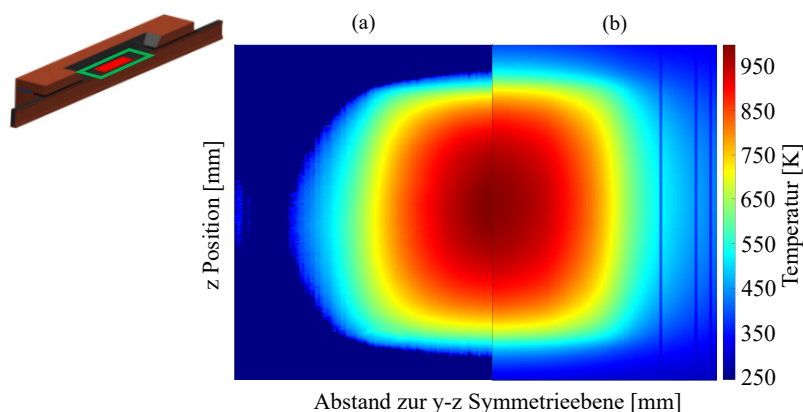 (a)
(b)
z Position [mm]
950
850
750
650
550
450
350
250
Temperatur [K]
Abstand zur y-z Symmetrieebene [mm]